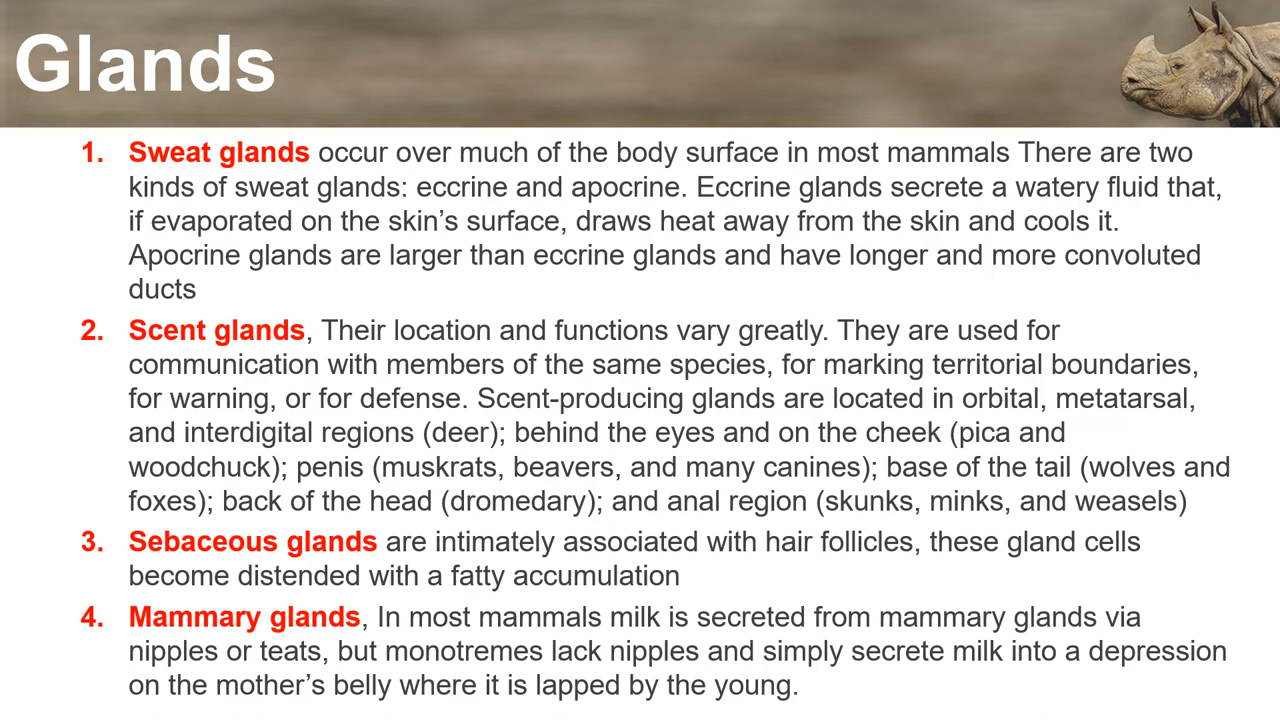 Glands
1. Sweat glands occur over much of the body surface in most mammals There are two
kinds of sweat glands: eccrine and apocrine. Eccrine glands secrete a watery fluid that,
if evaporated on the skin’s surface, draws heat away from the skin and cools it.
Apocrine glands are larger than eccrine glands and have longer and more convoluted
ducts
2. Scent glands, Their location and functions vary greatly. They are used for
communication with members of the same species, for marking territorial boundaries,
for warning, or for defense. Scent-producing glands are located in orbital, metatarsal,
and interdigital regions (deer); behind the eyes and on the cheek (pica and
woodchuck); penis (muskrats, beavers, and many canines); base of the tail (wolves and
foxes); back of the head (dromedary); and anal region (skunks, minks, and weasels)
3. Sebaceous glands are intimately associated with hair follicles, these gland cells
become distended with a fatty accumulation
4. Mammary glands, In most mammals milk is secreted from mammary glands via
nipples or teats, but monotremes lack nipples and simply secrete milk into a depression
on the mother’s belly where it is lapped by the young.